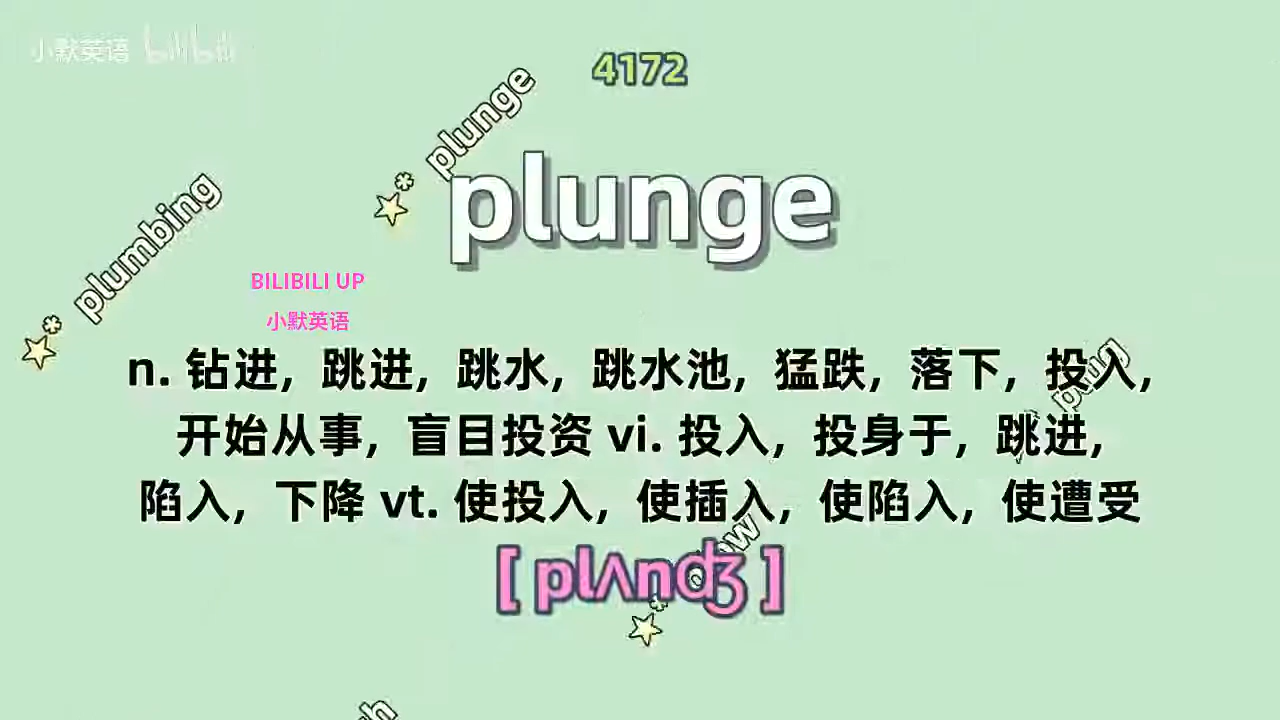 小默英语 bilibili
4172
plunge
plunge
plumbing
BILIBILI UP
小默英语
n. 钻进, 跳进, 跳水, 跳水池, 猛跌, 落下, 投入,
plug
开始从事, 盲目投资 vi. 投入, 投身于, 跳进,
陷入, 下降 vt. 使投入, 使插入, 使陷入, 使遭受
[ plʌnʤ ]